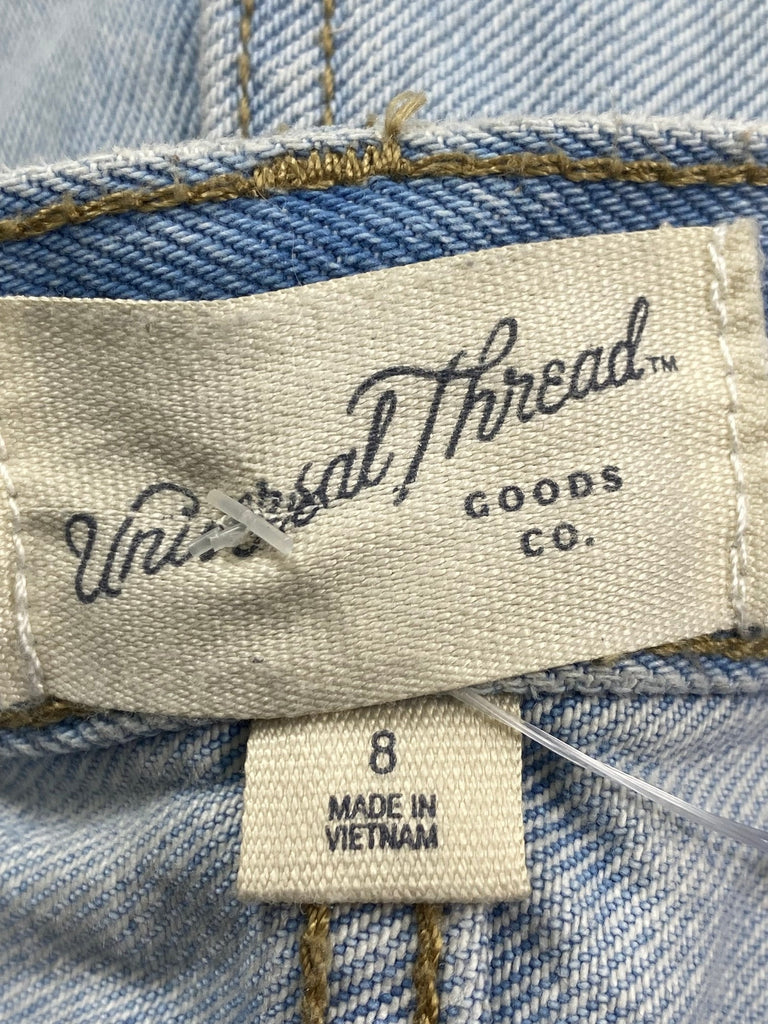 Universal Thread™
GOODS
CO.
8
MADE IN
VIETNAM